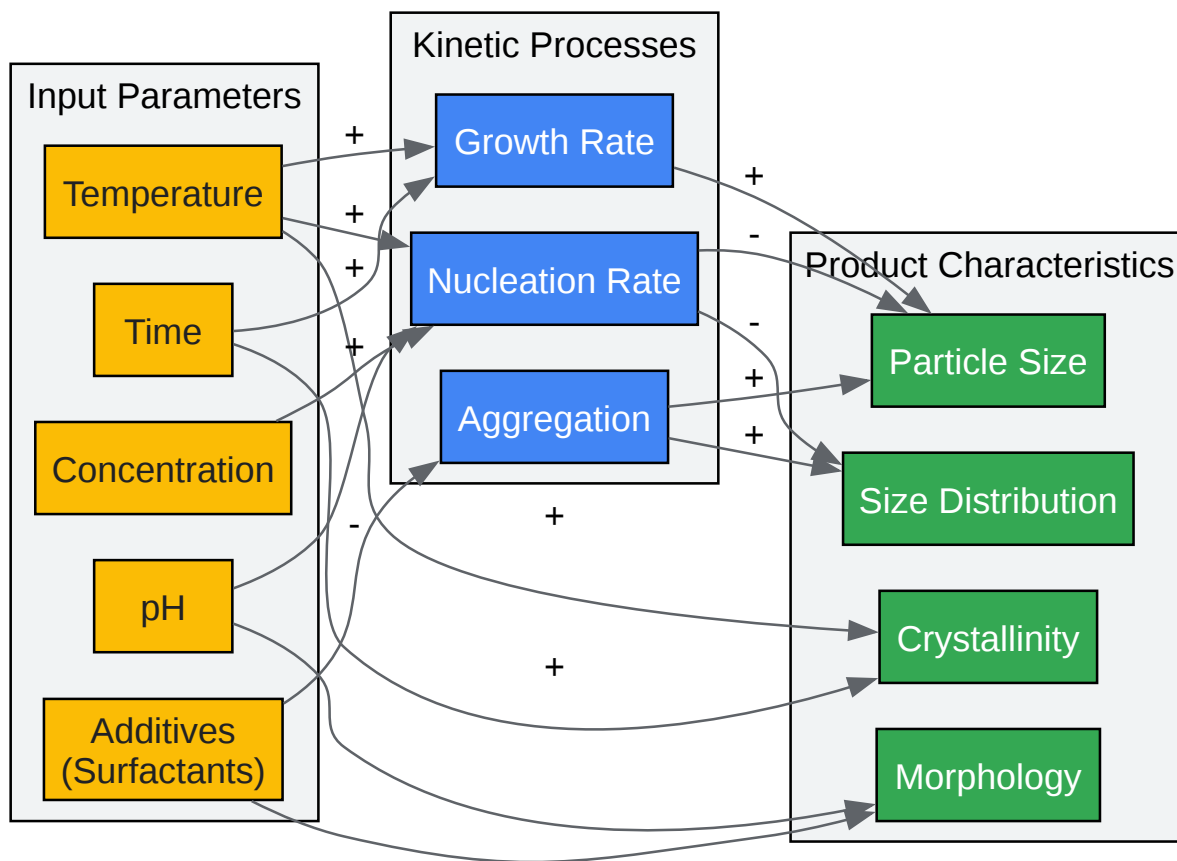 Input Parameters
Temperature
Time
Concentration
pH
Additives
(Surfactants)
+
+
+
+
-
Kinetic Processes
Growth Rate
Nucleation Rate
Aggregation
+
+
+
-
-
+
+
Product Characteristics
Particle Size
Size Distribution
Crystallinity
Morphology